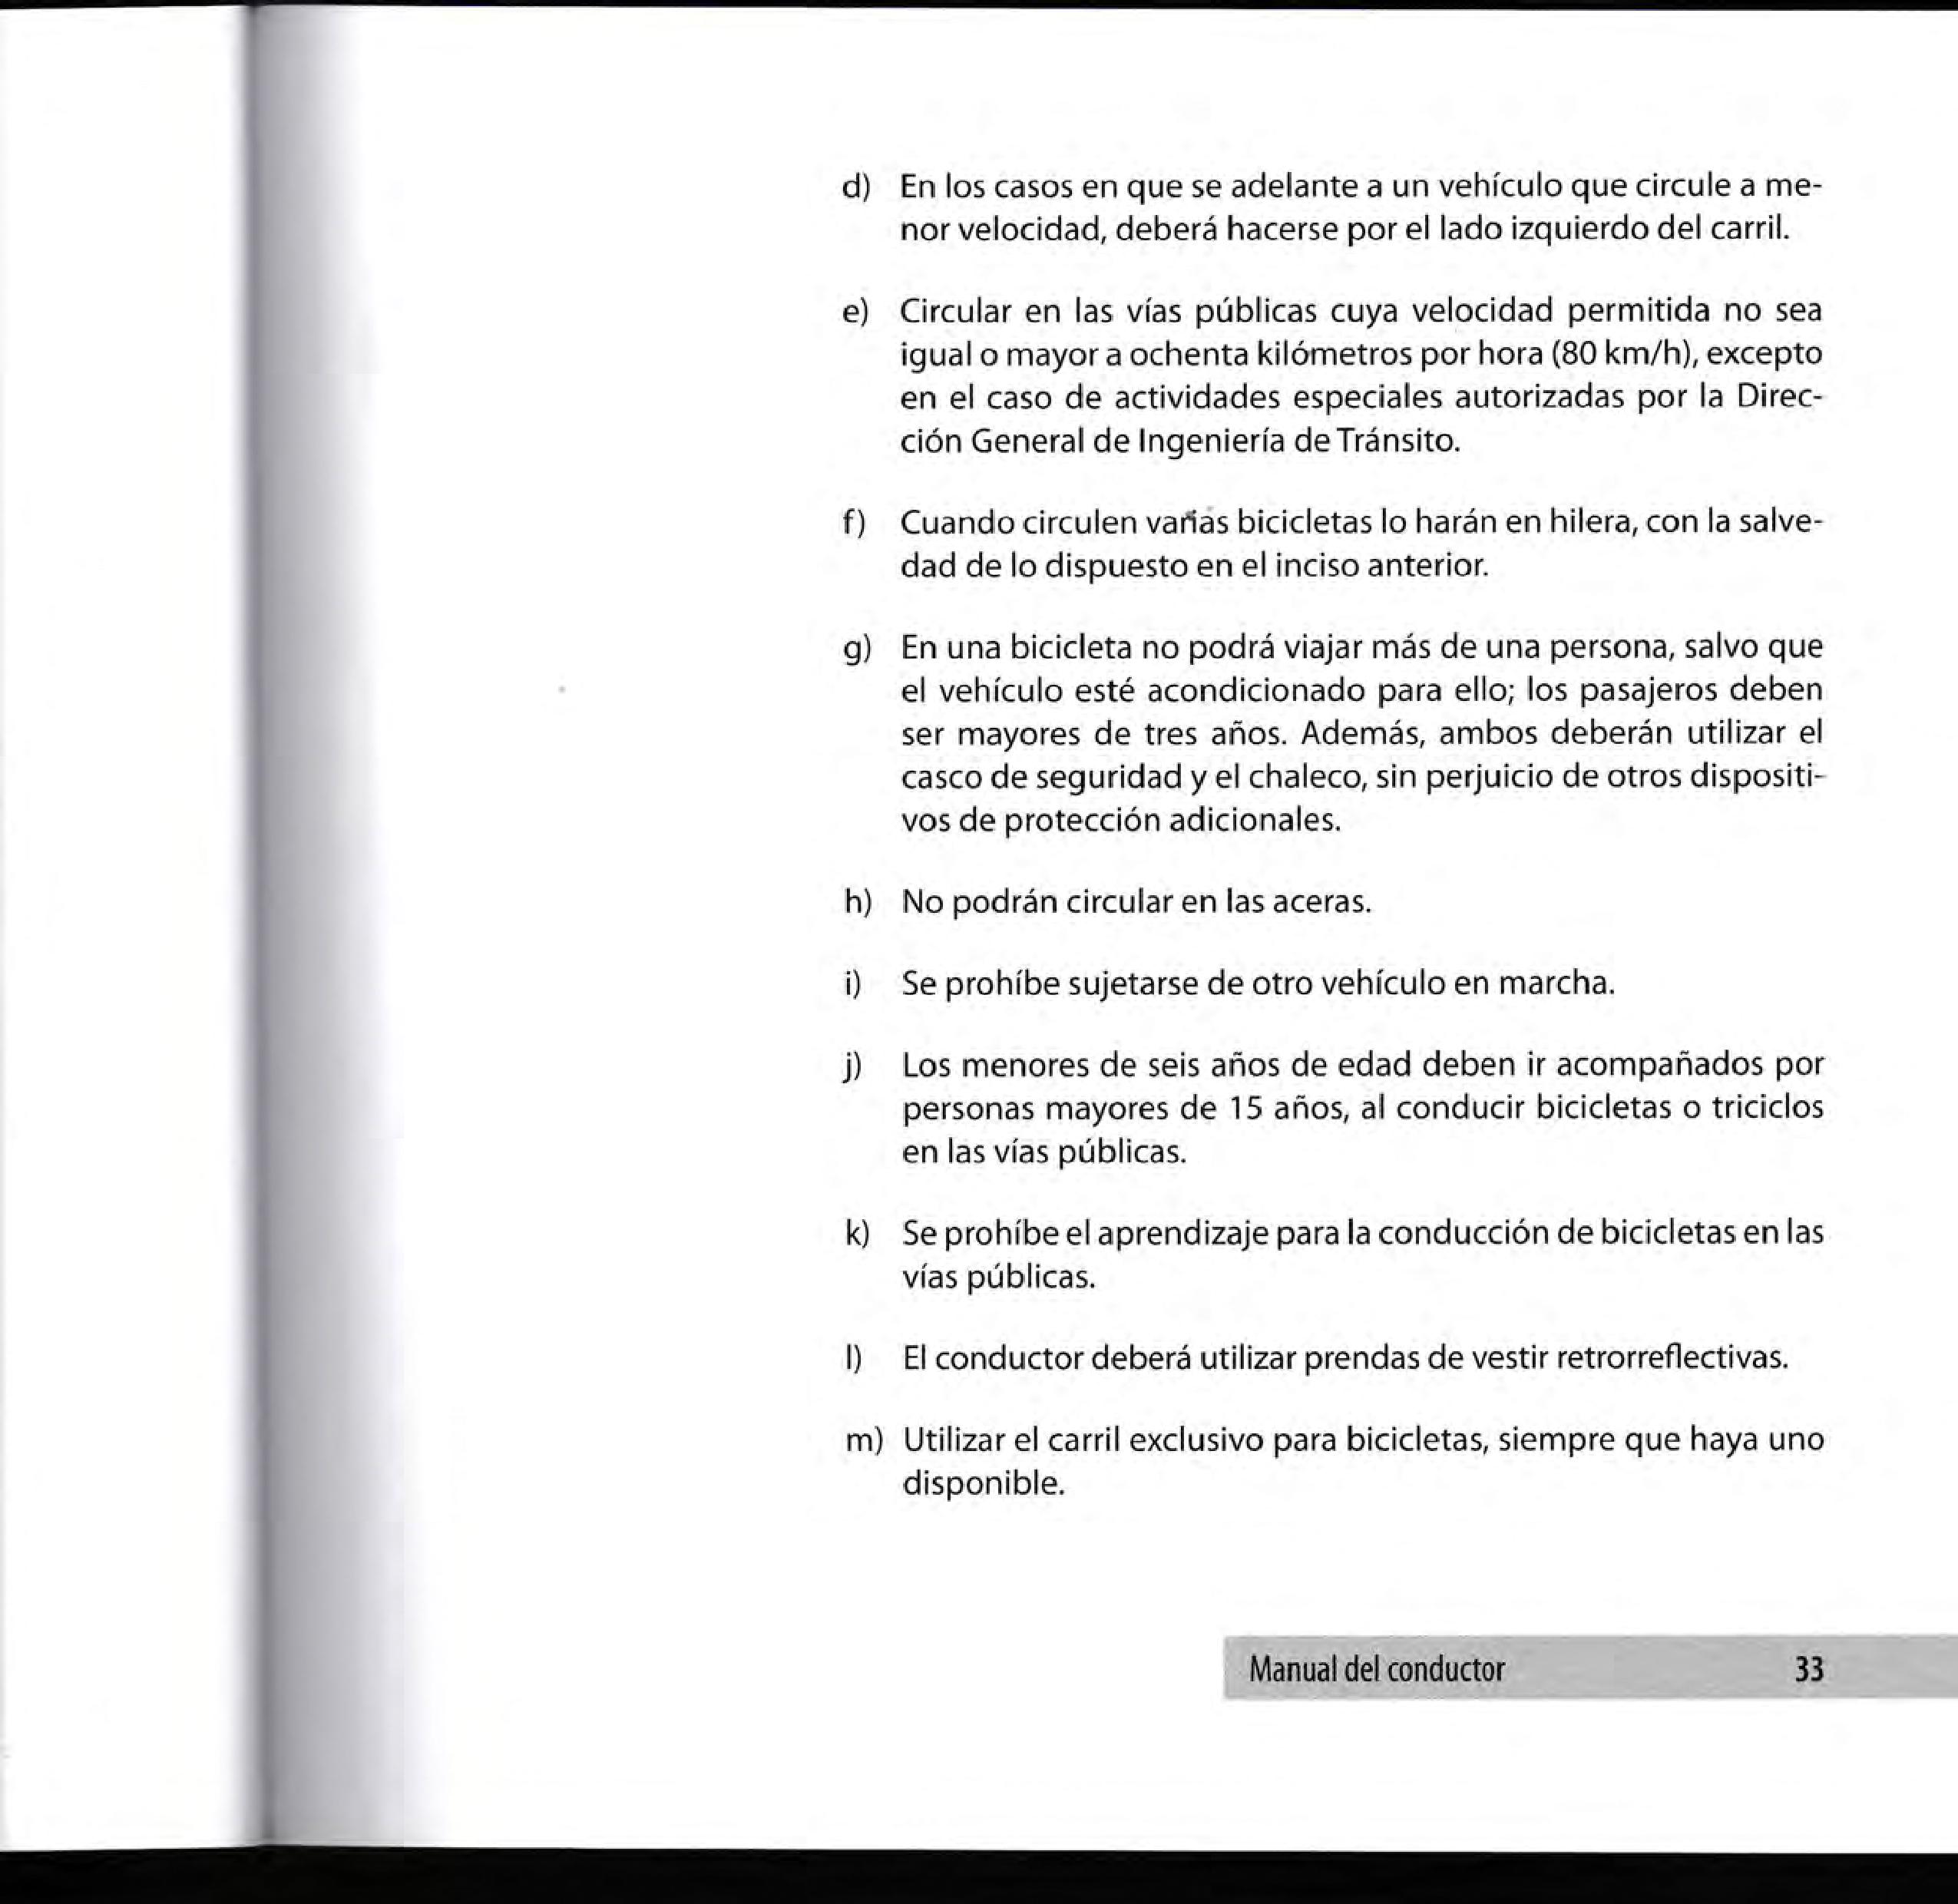 d) En los casos en que se adelante a un vehículo que circule a me-
nor velocidad, deberá hacerse por el lado izquierdo del carril.
e) Circular en las vías públicas cuya velocidad permitida no sea
igual o mayor a ochenta kilómetros por hora (80 km/h), excepto
en el caso de actividades especiales autorizadas por la Direc-
ción General de Ingeniería de Tránsito.
f) Cuando circulen varias bicicletas lo harán en hilera, con la salve-
dad de lo dispuesto en el inciso anterior.
g) En una bicicleta no podrá viajar más de una persona, salvo que
el vehículo esté acondicionado para ello; los pasajeros deben
ser mayores de tres años. Además, ambos deberán utilizar el
casco de seguridad y el chaleco, sin perjuicio de otros dispositi-
vos de protección adicionales.
h) No podrán circular en las aceras.
i) Se prohíbe sujetarse de otro vehículo en marcha.
j) Los menores de seis años de edad deben ir acompañados por
personas mayores de 15 años, al conducir bicicletas o triciclos
en las vías públicas.
k) Se prohíbe el aprendizaje para la conducción de bicicletas en las
vías públicas.
l) El conductor deberá utilizar prendas de vestir retrorreflectivas.
m) Utilizar el carril exclusivo para bicicletas, siempre que haya uno
disponible.
Manual del conductor 33